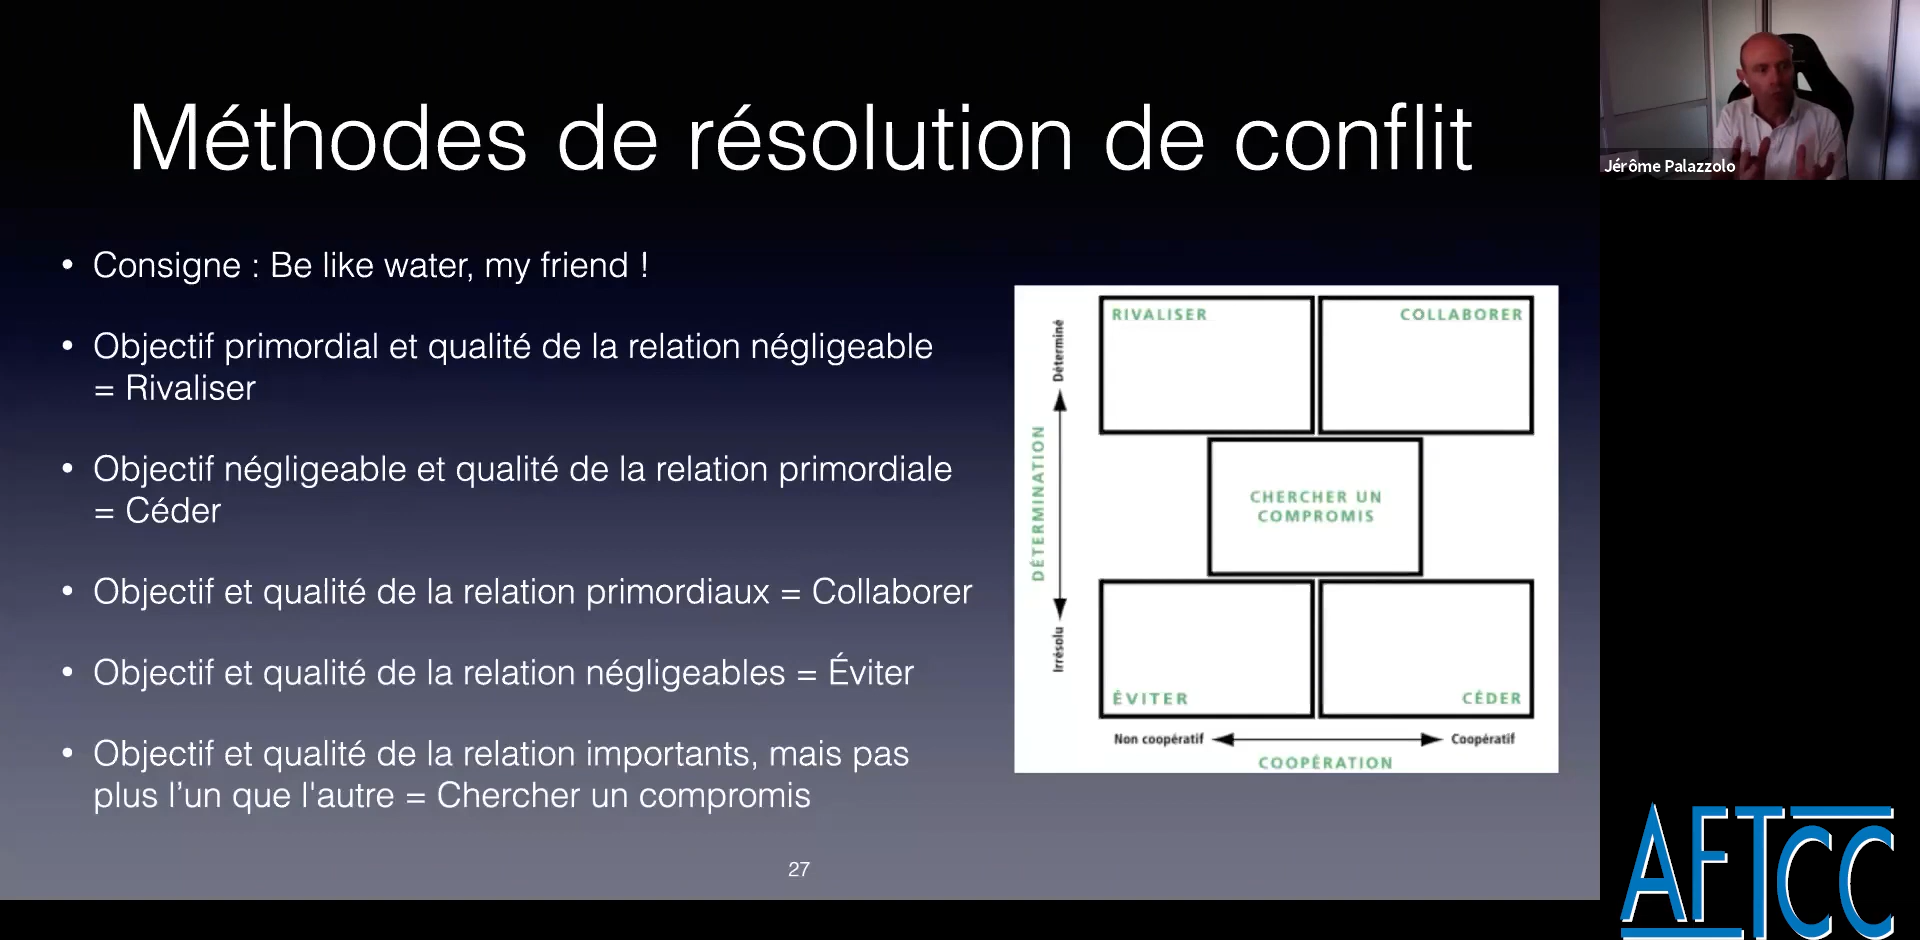 Méthodes de résolution de conflit
Jérôme Palazzolo
• Consigne : Be like water, my friend !
• Objectif primordial et qualité de la relation négligeable
= Rivaliser
• Objectif négligeable et qualité de la relation primordiale
= Céder
• Objectif et qualité de la relation primordiaux = Collaborer
• Objectif et qualité de la relation négligeables = Éviter
• Objectif et qualité de la relation importants, mais pas
plus l’un que l'autre = Chercher un compromis
DÉTERMINATION
Déterminé
Irrésolu
RIVALISER
COLLABORER
CHERCHER UN
COMPROMIS
ÉVITER
CÉDER
Non coopératif
Coopératif
COOPÉRATION
27
AFTCC